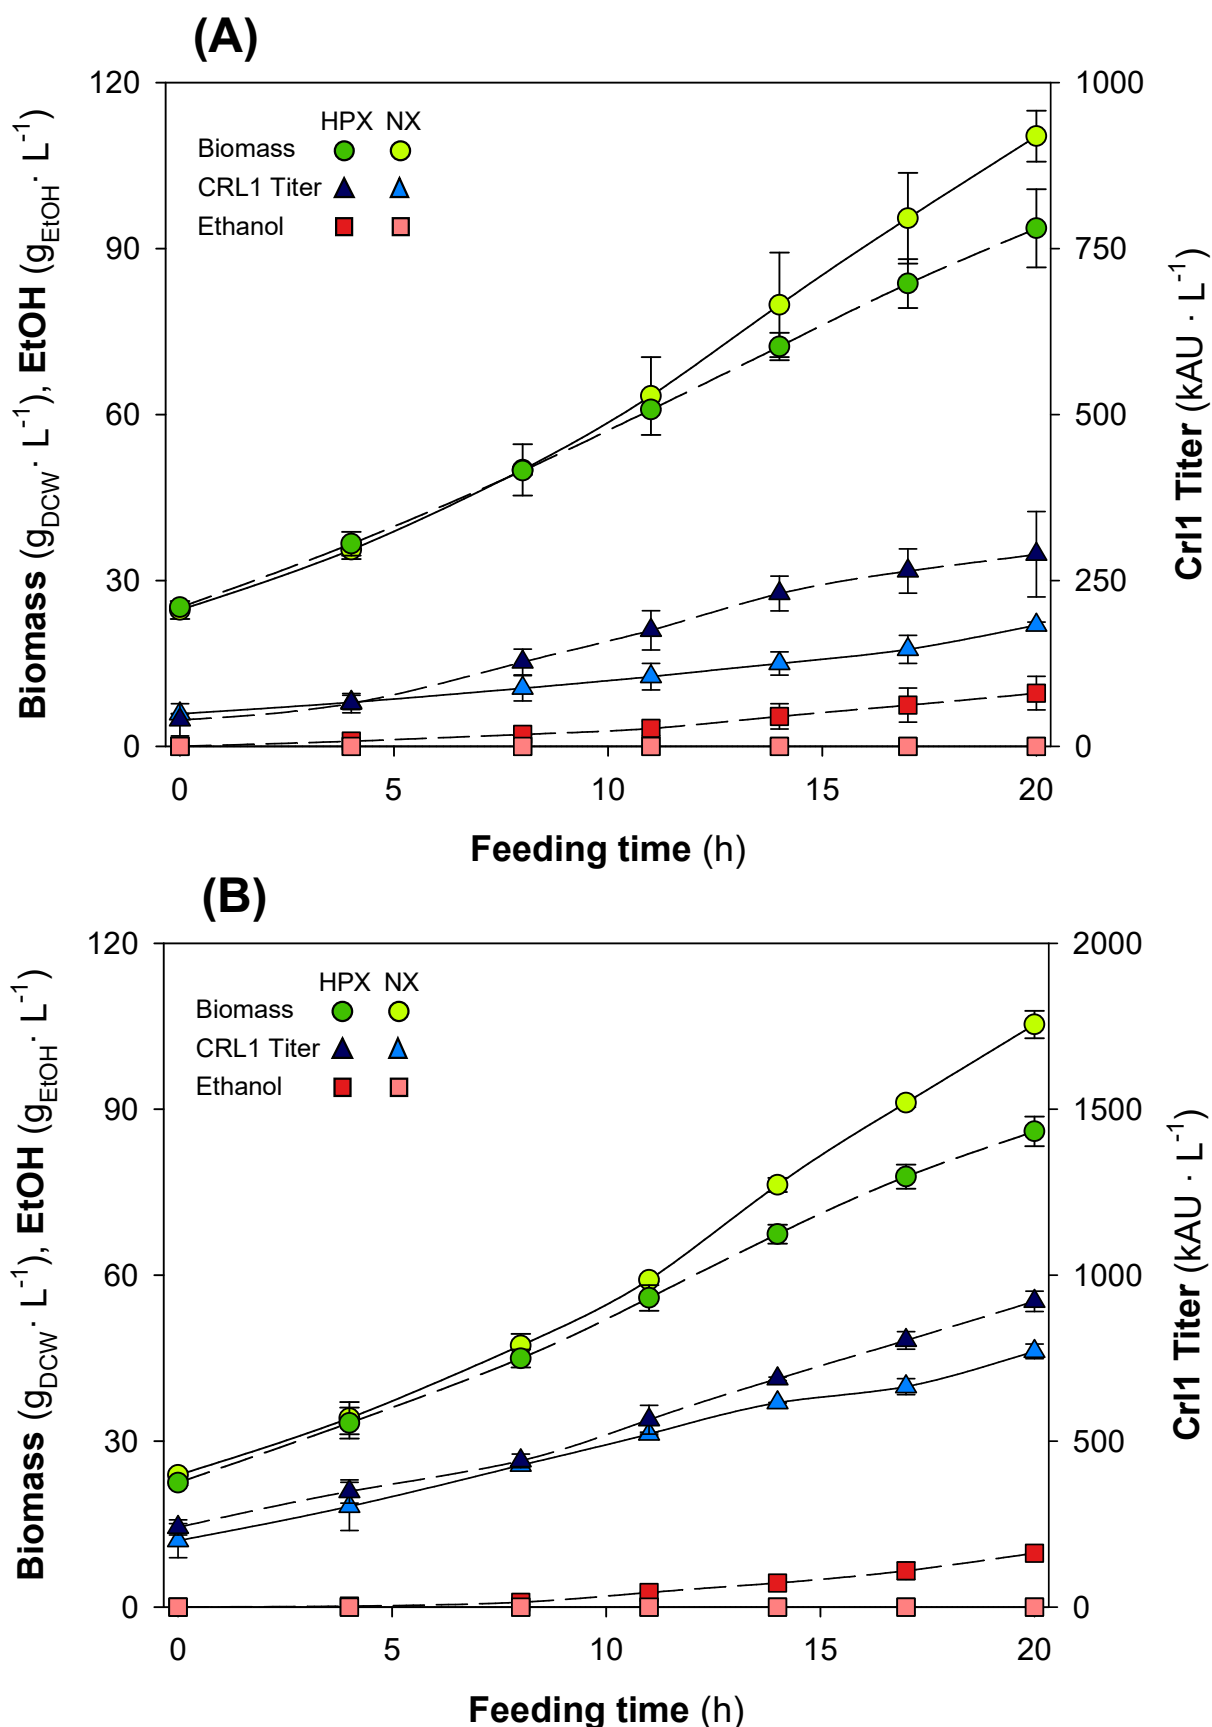 (A)
120
90
60
30
0
1000
750
500
250
0
HPX NX
Biomass
CRL1 Titer
Ethanol
Biomass (gDCW· L-1), EtOH (gEtOH· L-1)
Crl1 Titer (kAU · L-1)
0 5 10 15 20
Feeding time (h)
(B)
120
90
60
30
0
2000
1500
1000
500
0
HPX NX
Biomass
CRL1 Titer
Ethanol
Biomass (gDCW· L-1), EtOH (gEtOH· L-1)
Crl1 Titer (kAU · L-1)
0 5 10 15 20
Feeding time (h)